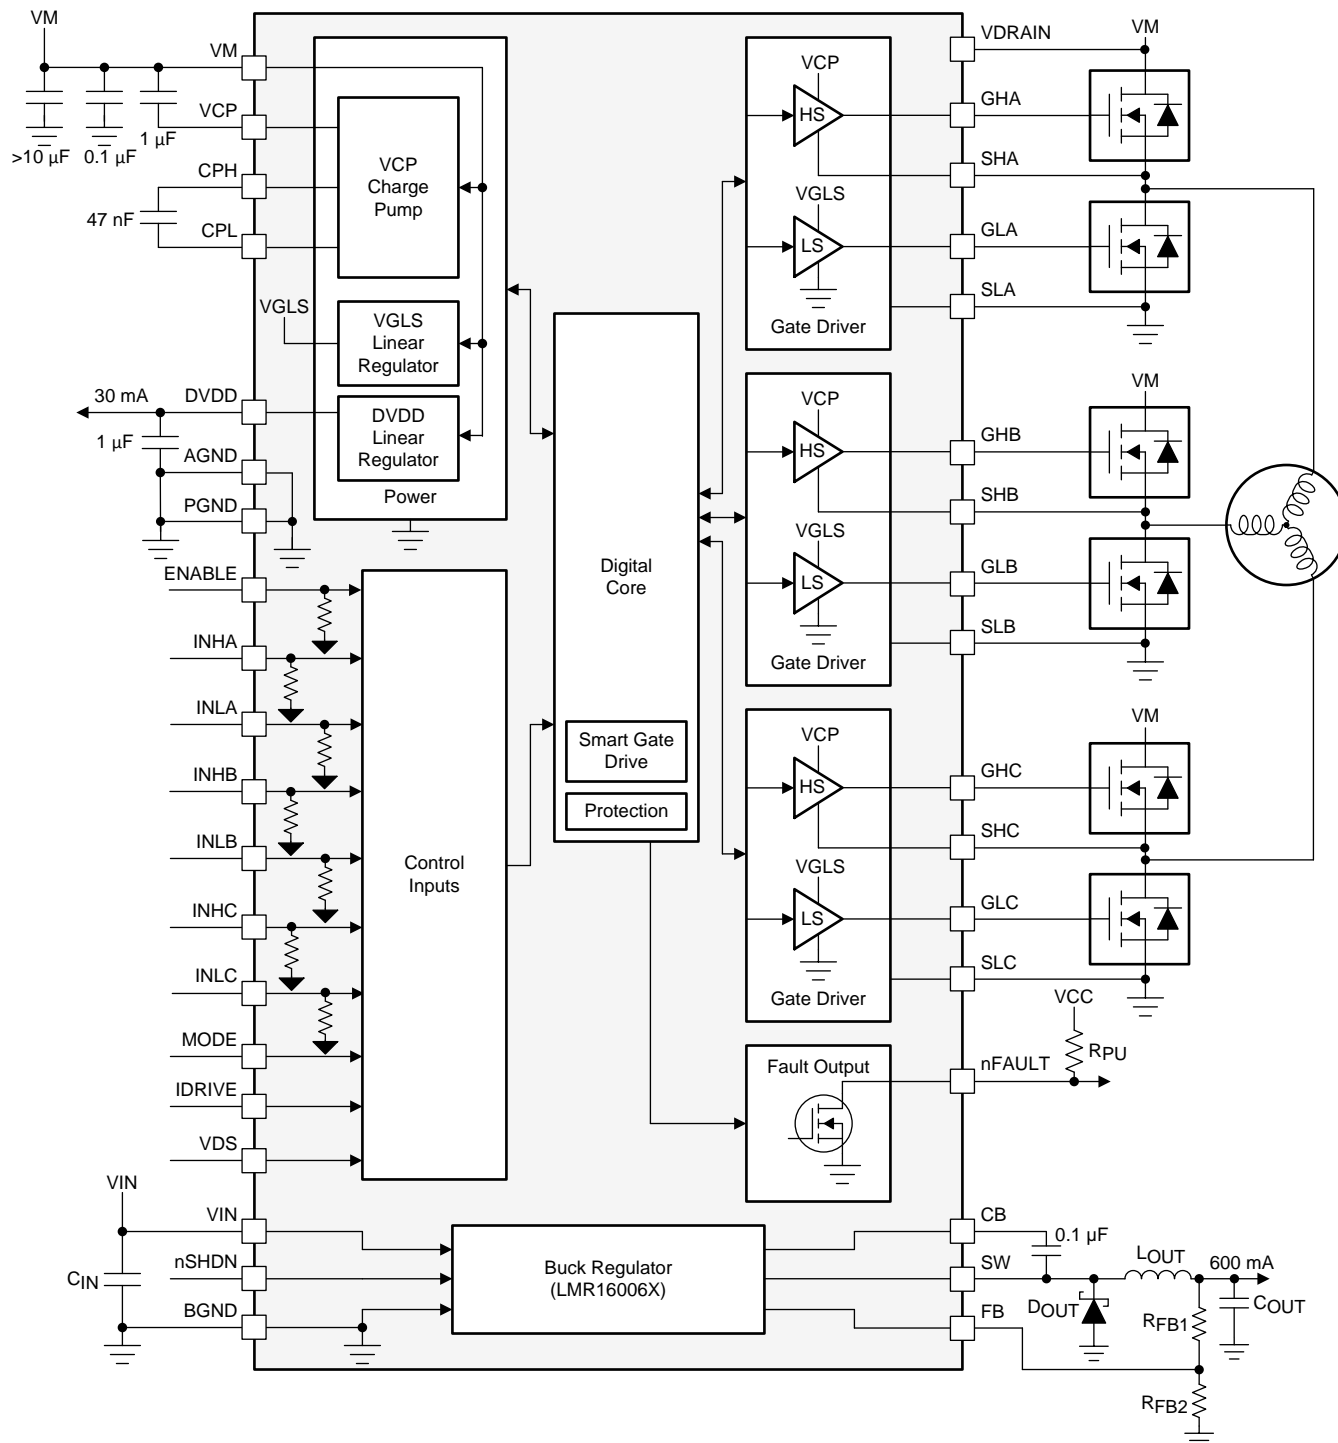 VM
VM
VCP
>10 µF
0.1 µF
1 µF
CPH
47 nF
CPL
VCP
Charge
Pump
VGLS
VGLS
Linear
Regulator
30 mA
DVDD
1 µF
DVDD
Linear
Regulator
AGND
PGND
Power
ENABLE
INHA
INLA
INHB
INLB
INHC
INLC
MODE
IDRIVE
VDS
Control
Inputs
Digital
Core
Smart Gate
Drive
Protection
VCP
HS
VGLS
LS
Gate Driver
VCP
HS
VGLS
LS
Gate Driver
VCP
HS
VGLS
LS
Gate Driver
Fault Output
VDRAIN
VM
GHA
SHA
GLA
SLA
VM
GHB
SHB
GLB
SLB
VM
GHC
SHC
GLC
SLC
VCC
RPU
nFAULT
VIN
VIN
CIN
nSHDN
BGND
Buck Regulator
(LMR16006X)
CB
0.1 µF
SW
LOUT
600 mA
FB
DOUT
COUT
RFB1
RFB2